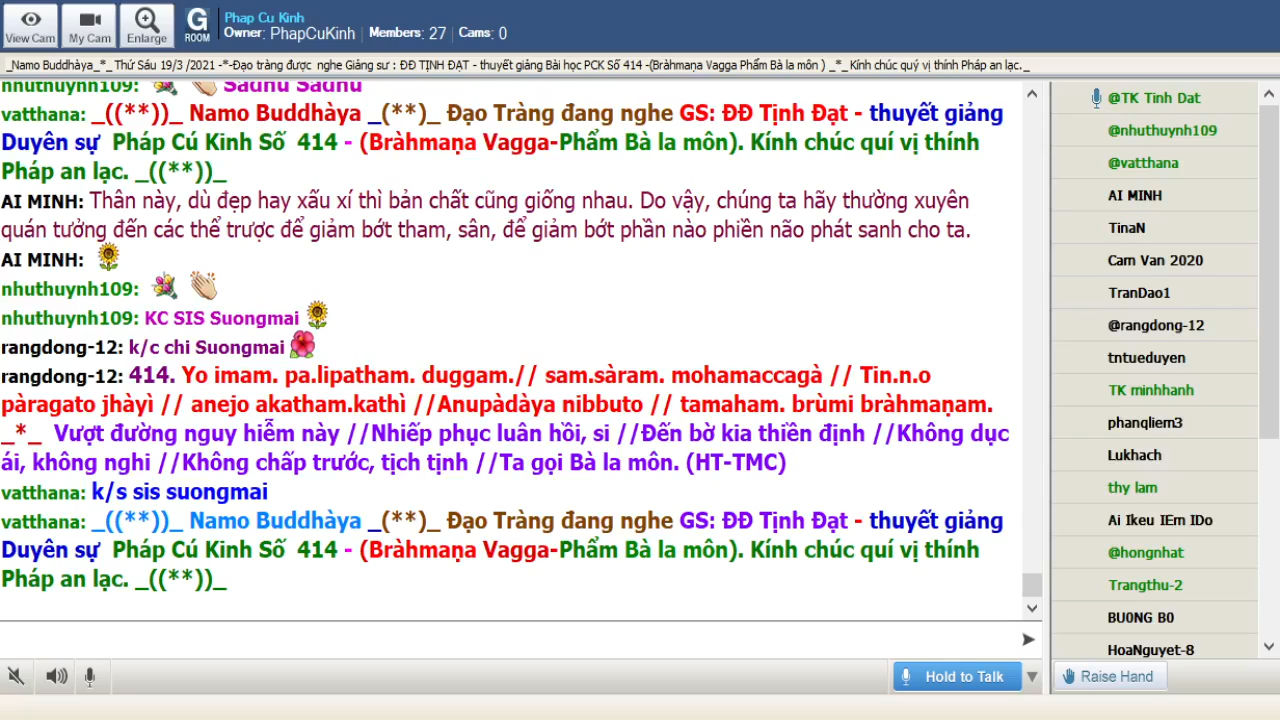 View Cam
My Cam
Enlarge
G
ROOM
Phap Cu Kinh
Owner: PhapCuKinh | Members: 27 | Cams: 0
_Namo Buddhàya_*_ Thứ Sáu 19/3 /2021 -*-Đạo tràng được nghe Giảng sư : ĐĐ TỊNH ĐẠT - thuyết giảng Bài học PCK Số 414 -(Bràhmaṇa Vagga Phẩm Bà la môn ) _*_ Kính chúc quý vị thính Pháp an lạc._
nhuthuynh109: Sadhu Sadhu
vatthana: _((**))_ Namo Buddhàya _(**)_ Đạo Tràng đang nghe GS: ĐĐ Tịnh Đạt - thuyết giảng
Duyên sự Pháp Cú Kinh Số 414 - (Bràhmaṇa Vagga-Phẩm Bà la môn). Kính chúc quí vị thính
Pháp an lạc. _((**))_
AI MINH: Thân này, dù đẹp hay xấu xí thì bản chất cũng giống nhau. Do vậy, chúng ta hãy thường xuyên
quán tưởng đến các thể trược để giảm bớt tham, sân, để giảm bớt phần nào phiền não phát sanh cho ta.
AI MINH:
nhuthuynh109:
nhuthuynh109: KC SIS Suongmai
rangdong-12: k/c chi Suongmai
rangdong-12: 414. Yo imam. pa.lipatham. duggam.// sam.sàram. mohamaccagà // Tin.n.o
pàragato jhàyì // anejo akatham.kathì //Anupàdàya nibbuto // tamaham. brùmi bràhmaṇam.
_*_ Vượt đường nguy hiễm này //Nhiếp phục luân hồi, si //Đến bờ kia thiền định //Không dục
ái, không nghi //Không chấp trước, tịch tịnh //Ta gọi Bà la môn. (HT-TMC)
vatthana: k/s sis suongmai
vatthana: _((**))_ Namo Buddhàya _(**)_ Đạo Tràng đang nghe GS: ĐĐ Tịnh Đạt - thuyết giảng
Duyên sự Pháp Cú Kinh Số 414 - (Bràhmaṇa Vagga-Phẩm Bà la môn). Kính chúc quí vị thính
Pháp an lạc. _((**))_
@TK Tinh Dat
@nhuthuynh109
@vatthana
AI MINH
TinaN
Cam Van 2020
TranDao1
@rangdong-12
tntueduyen
TK minhhanh
phanqliem3
Lukhach
thy lam
Ai Ikeu IEm IDo
@hongnhat
Trangthu-2
BU0NG B0
HoaNguyet-8
Hold to Talk
Raise Hand